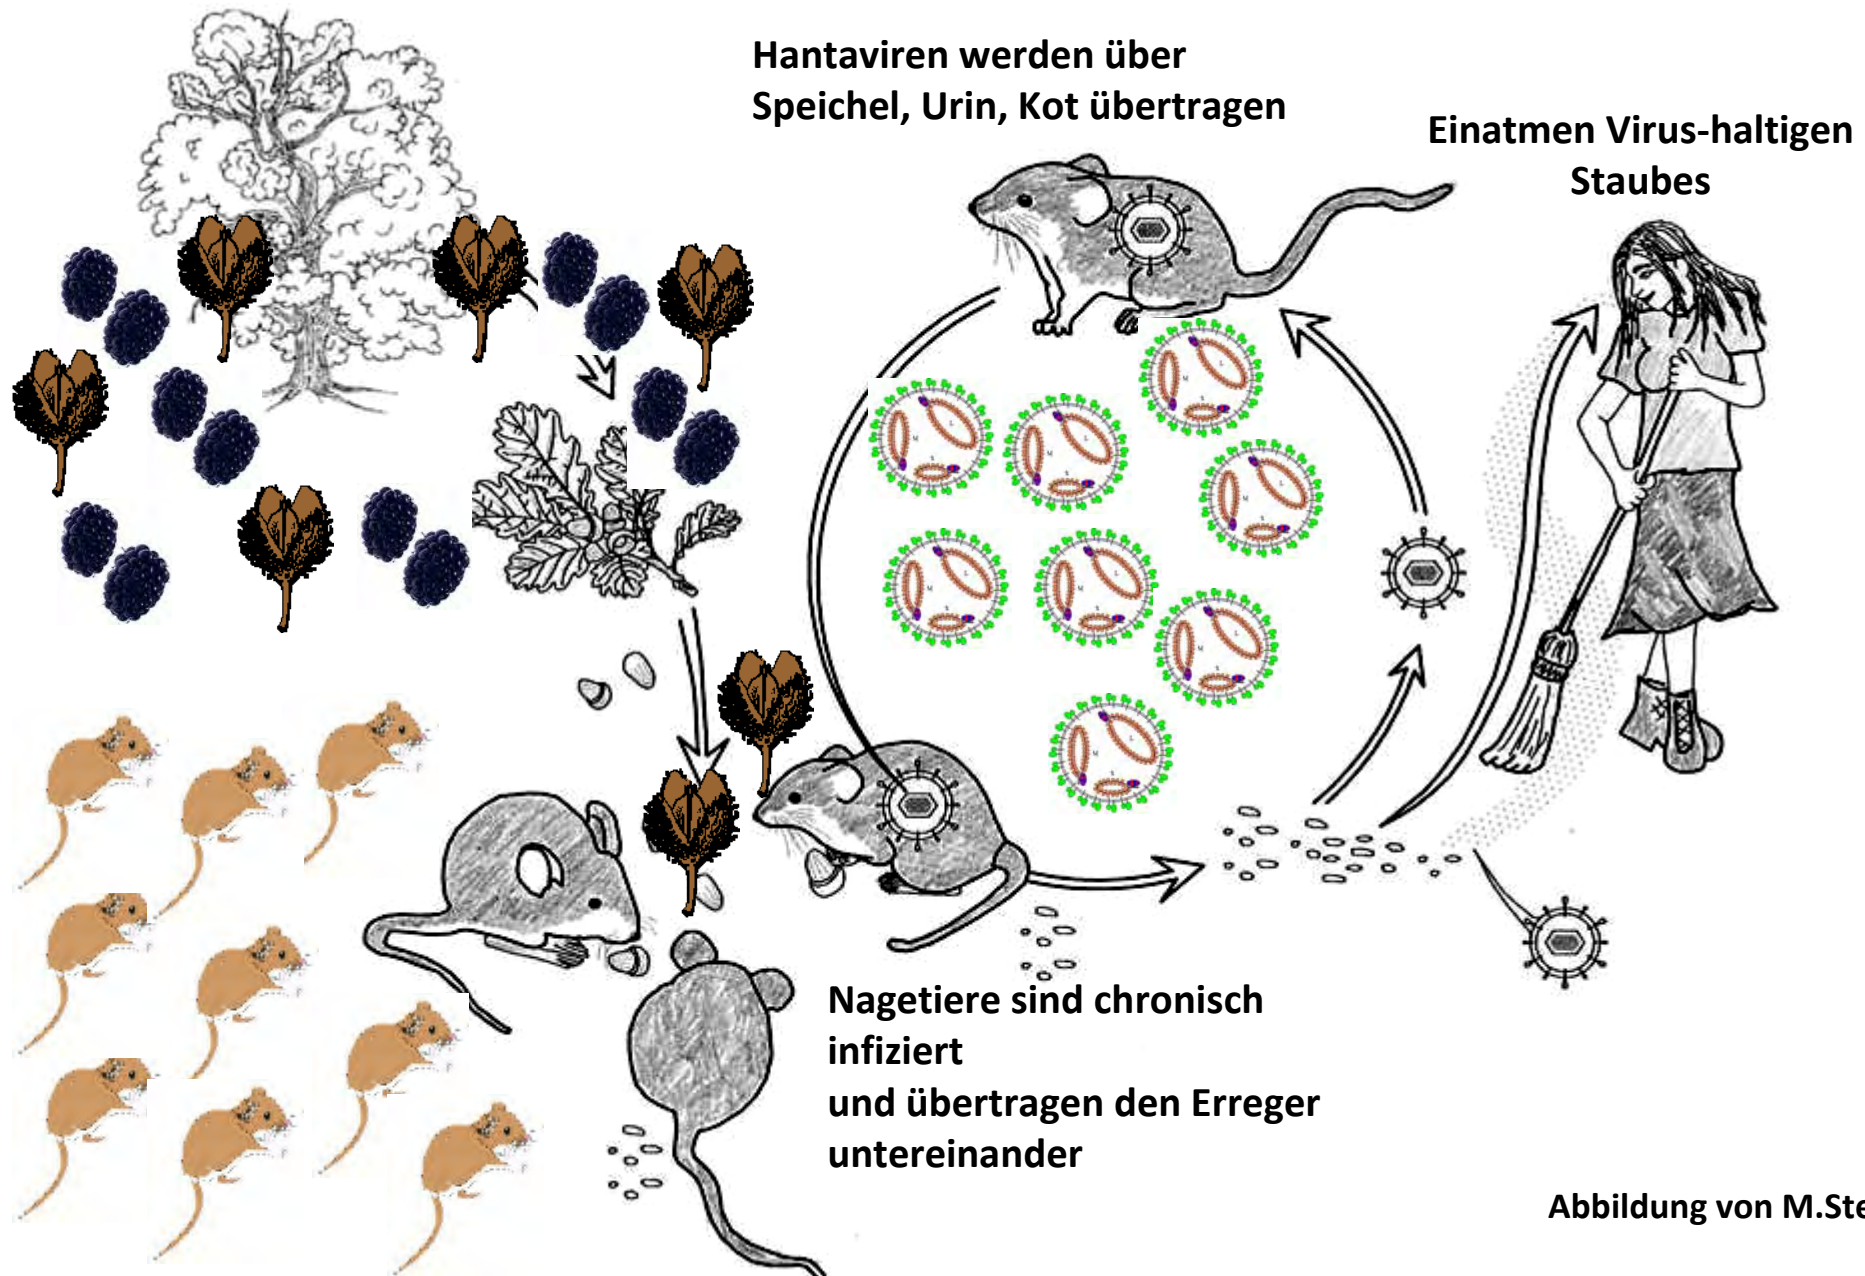 Hantaviren werden über
Speichel, Urin, Kot übertragen
Einatmen Virus-haltigen
Staubes
Nagetiere sind chronisch
infiziert
und übertragen den Erreger
untereinander
Abbildung von M.Ste